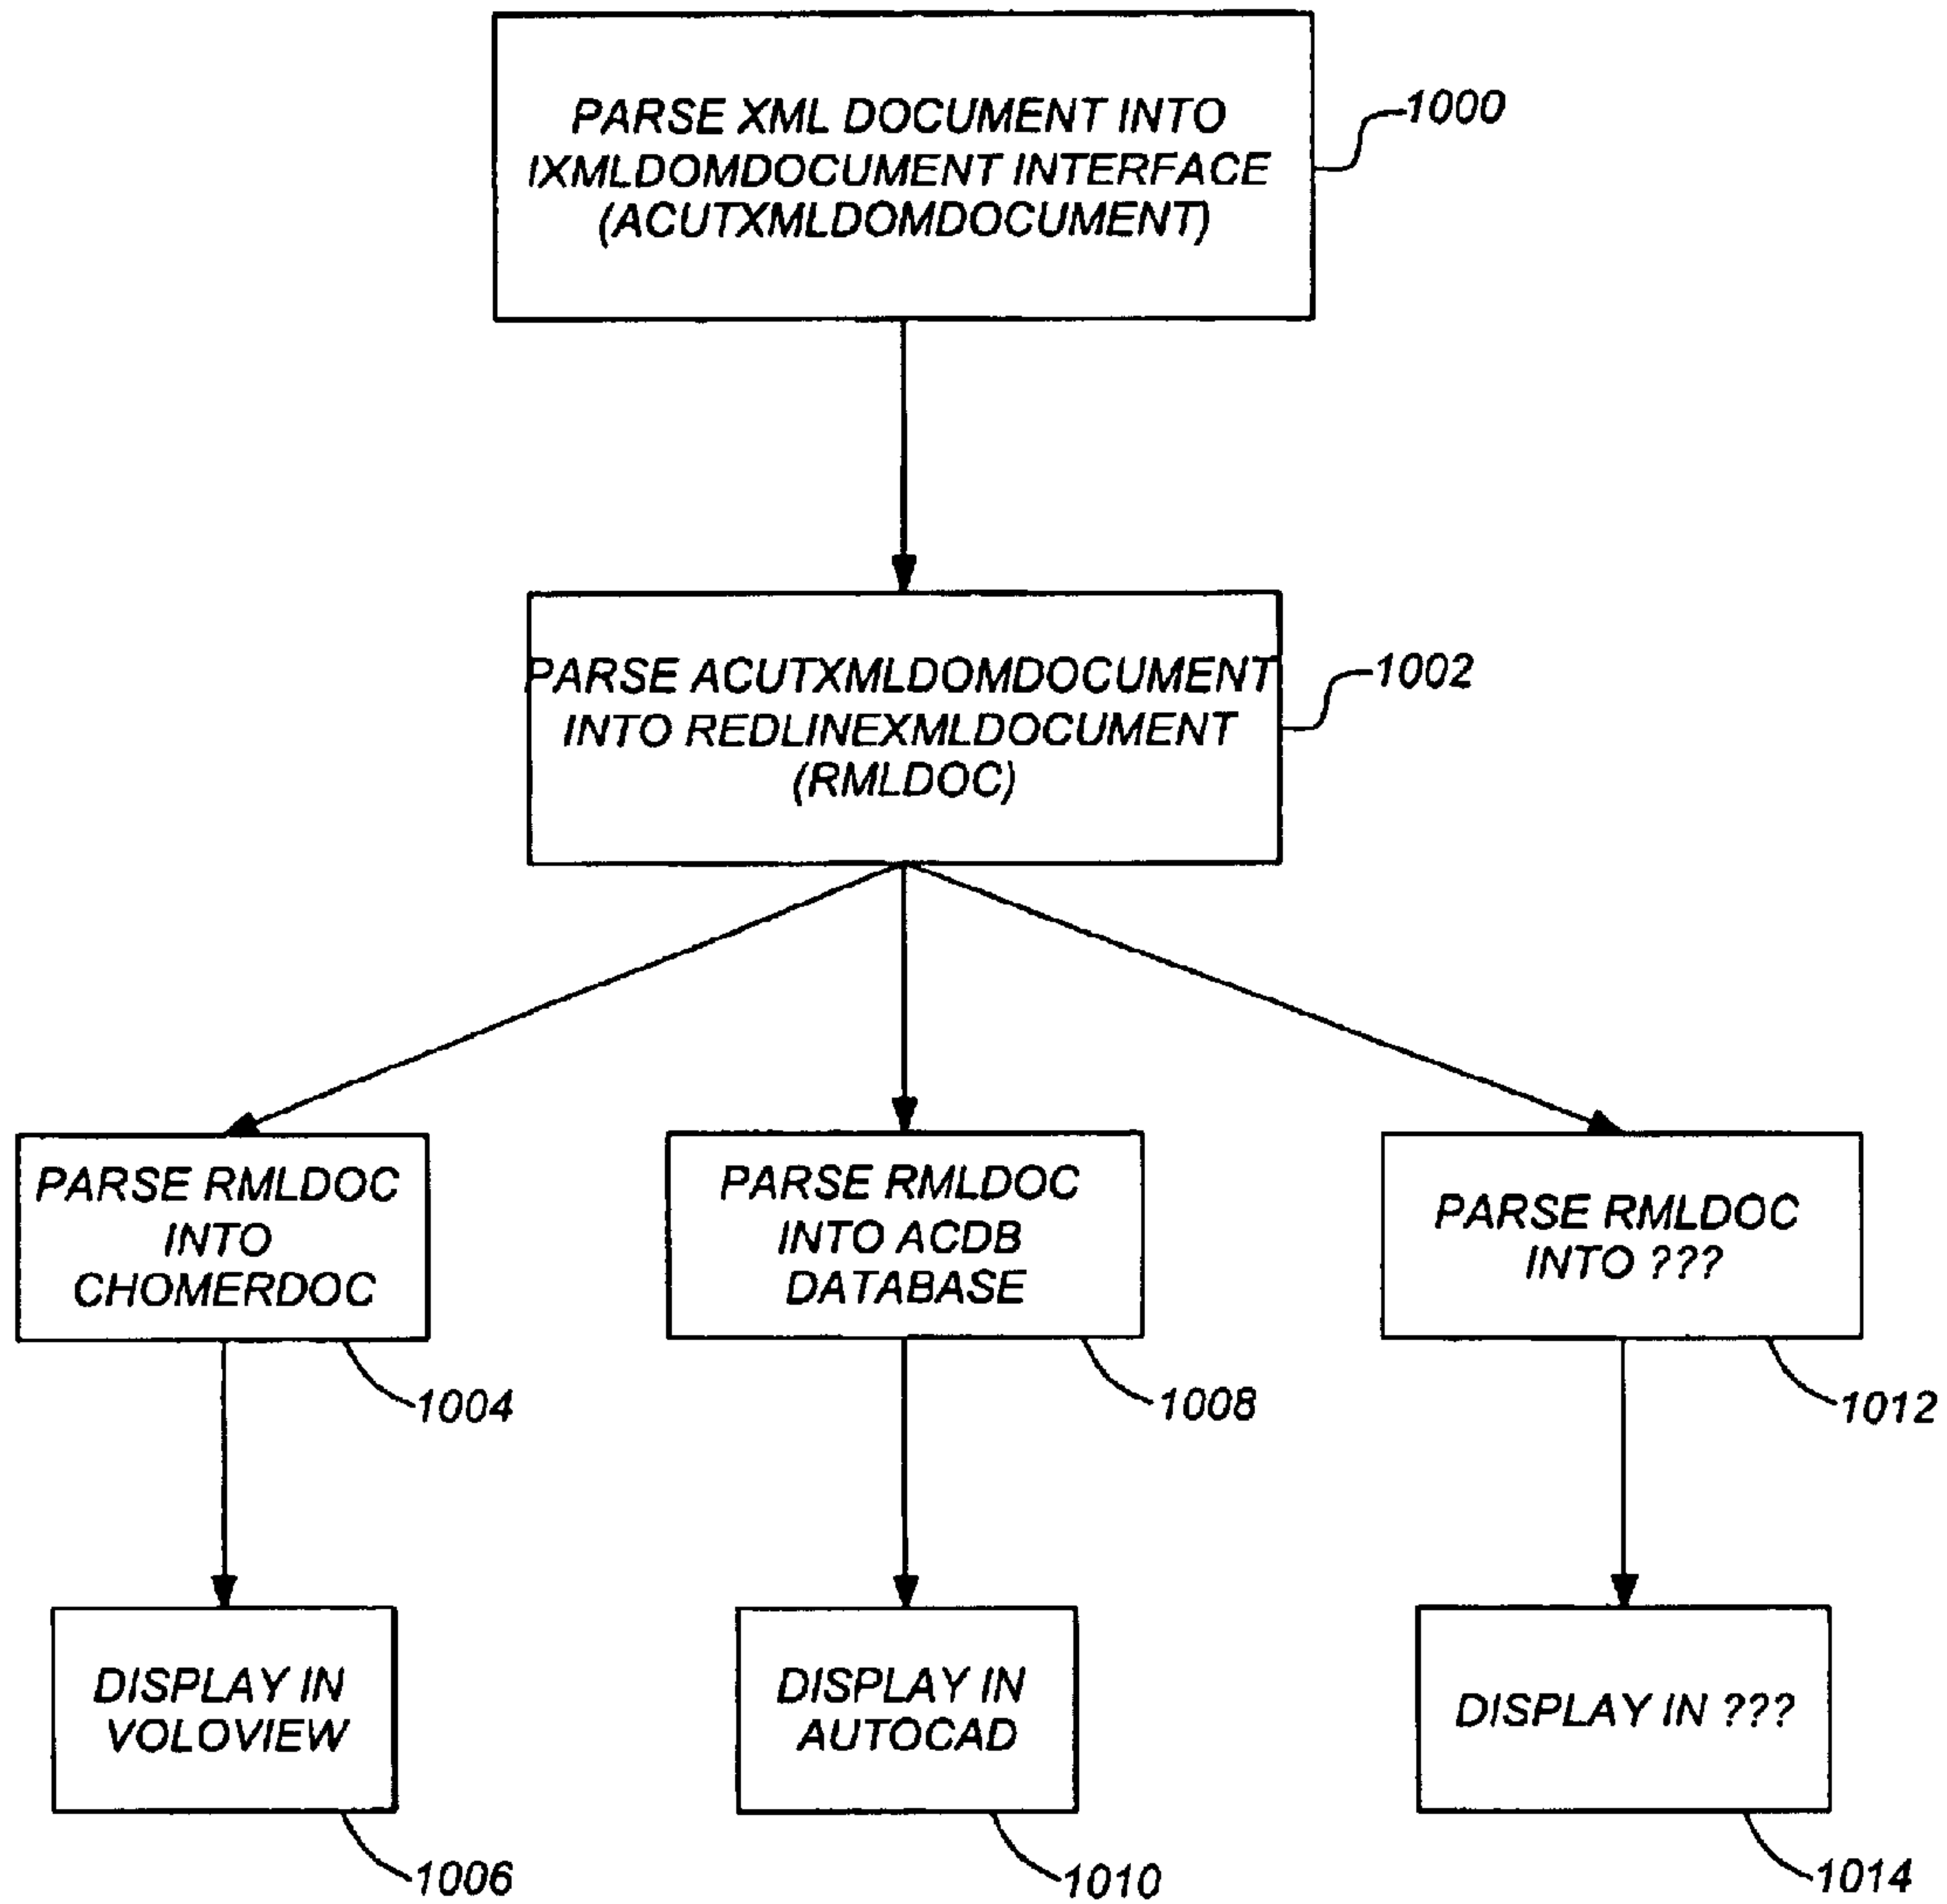 PARSE XML DOCUMENT INTO
IXMLDOMDOCUMENT INTERFACE
(ACUTXMLDOMDOCUMENT)
1000
PARSE ACUTXMLDOMDOCUMENT
INTO REDLINEXMLDOCUMENT
(RMLDOC)
1002
PARSE RMLDOC
INTO
CHOMERDOC
1004
PARSE RMLDOC
INTO ACDB
DATABASE
1008
PARSE RMLDOC
INTO ???
1012
DISPLAY IN
VOLOVIEW
1006
DISPLAY IN
AUTOCAD
1010
DISPLAY IN ???
1014